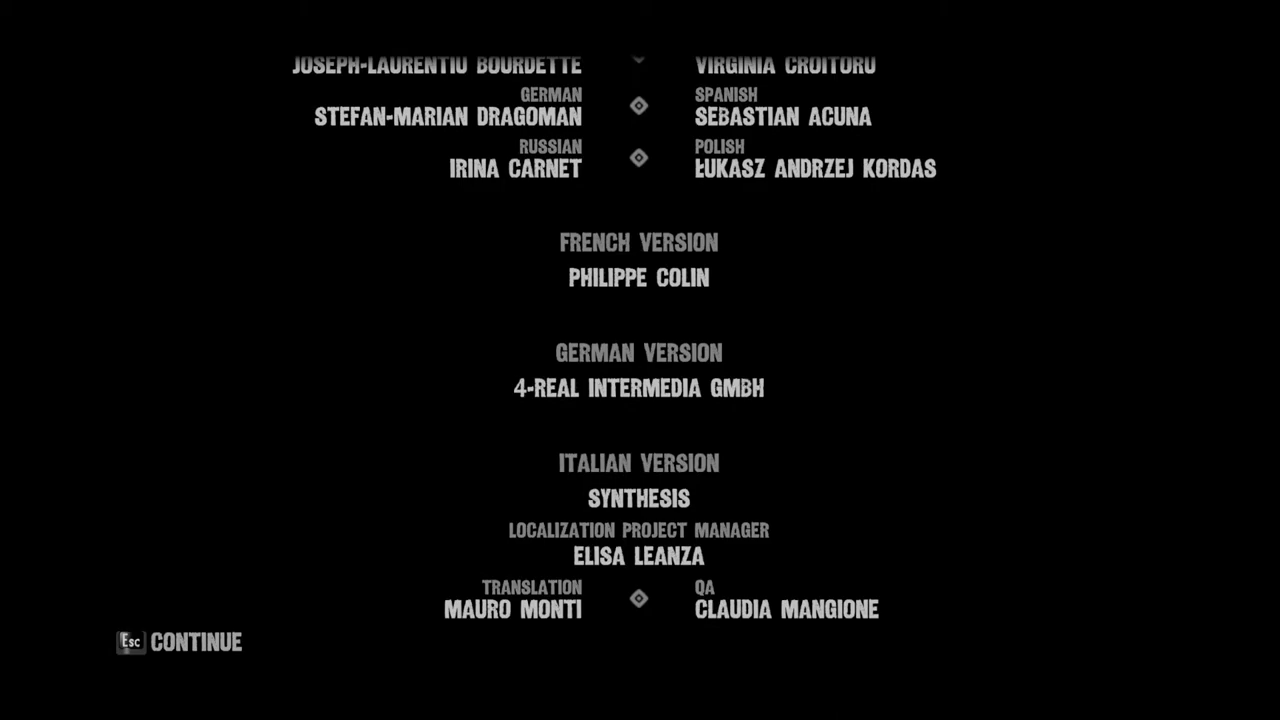 JOSEPH-LAURENTIU BOURDETTE VIRGINIA CROITORU
GERMAN SPANISH
STEFAN-MARIAN DRAGOMAN SEBASTIAN ACUNA
RUSSIAN POLISH
IRINA CARNET ŁUKASZ ANDRZEJ KORDAS
FRENCH VERSION
PHILIPPE COLIN
GERMAN VERSION
4-REAL INTERMEDIA GMBH
ITALIAN VERSION
SYNTHESIS
LOCALIZATION PROJECT MANAGER
ELISA LEANZA
TRANSLATION QA
MAURO MONTI CLAUDIA MANGIONE
Esc CONTINUE